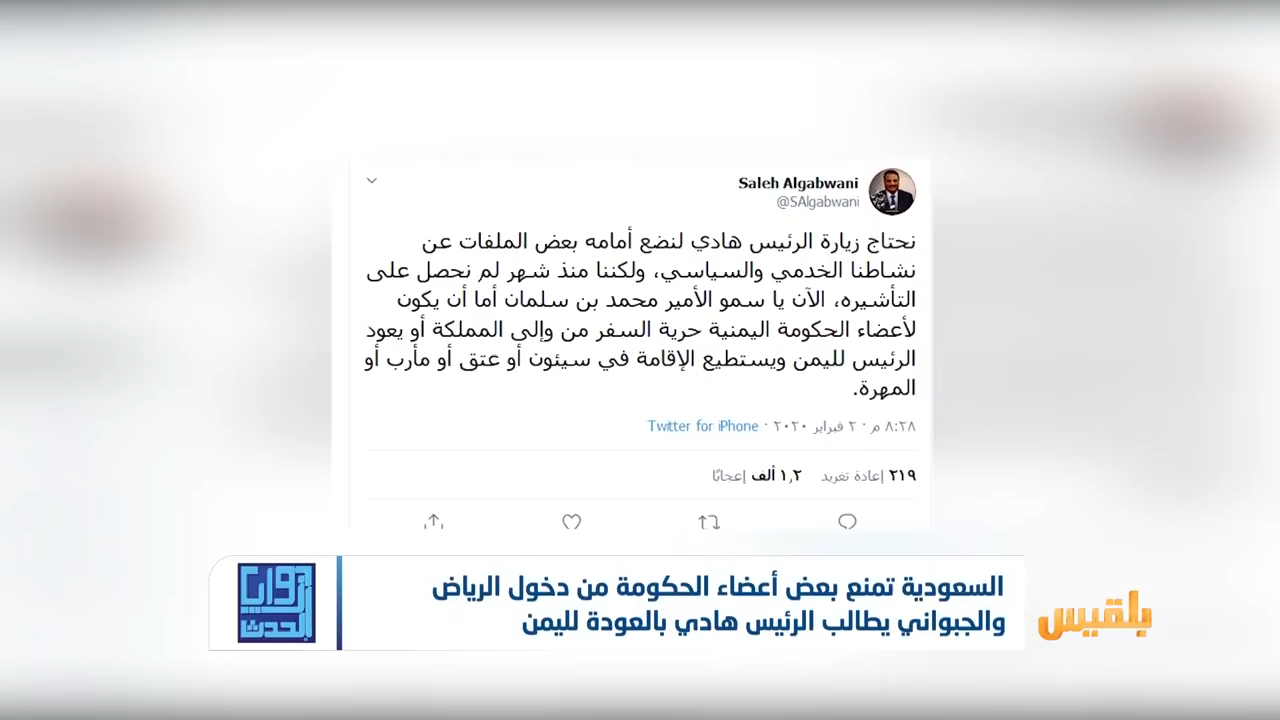 Saleh Algabwani
@SAlgabwani
نحتاج زيارة الرئيس هادي لنضع أمامه بعض الملفات عن
نشاطنا الخدمي والسياسي، ولكننا منذ شهر لم نحصل على
التأشيره، الآن يا سمو الأمير محمد بن سلمان أما أن يكون
لأعضاء الحكومة اليمنية حرية السفر من وإلى المملكة أو يعود
الرئيس لليمن ويستطيع الإقامة في سيئون أو عتق أو مأرب أو
المهرة.
٨:٢٨ م · ٢ فبراير ٢٠٢٠ · Twitter for iPhone
٢١٩ إعادة تغريد ١,٢ ألف إعجابًا
السعودية تمنع بعض أعضاء الحكومة من دخول الرياض
والجبواني يطالب الرئيس هادي بالعودة لليمن
بلقيس
أبواب
الحدث